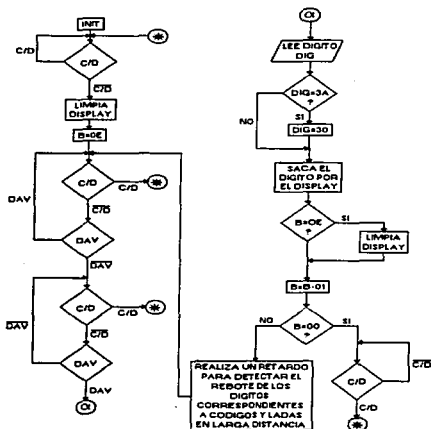 INIT
C/D
C/D
C/D
LIMPIA
DISPLAY
B=0E
DAV
C/D
C/D
C/D
DAV
DAV
DAV
C/D
C/D
C/D
DAV
DAV
α
α
LEE DIGITO
DIG
DIG=3A
?
NO
SI
DIG=30
SACA EL
DIGITO POR
EL DISPLAY
B=0E
?
SI
LIMPIA
DISPLAY
B=B-01
B=00
?
NO
SI
REALIZA UN RETARDO
PARA DETECTAR EL
REBOTE DE LOS
DIGITOS
CORRESPONDIENTES
A CODIGOS Y LADAS
EN LARGA DISTANCIA
C/D
C/D
C/D